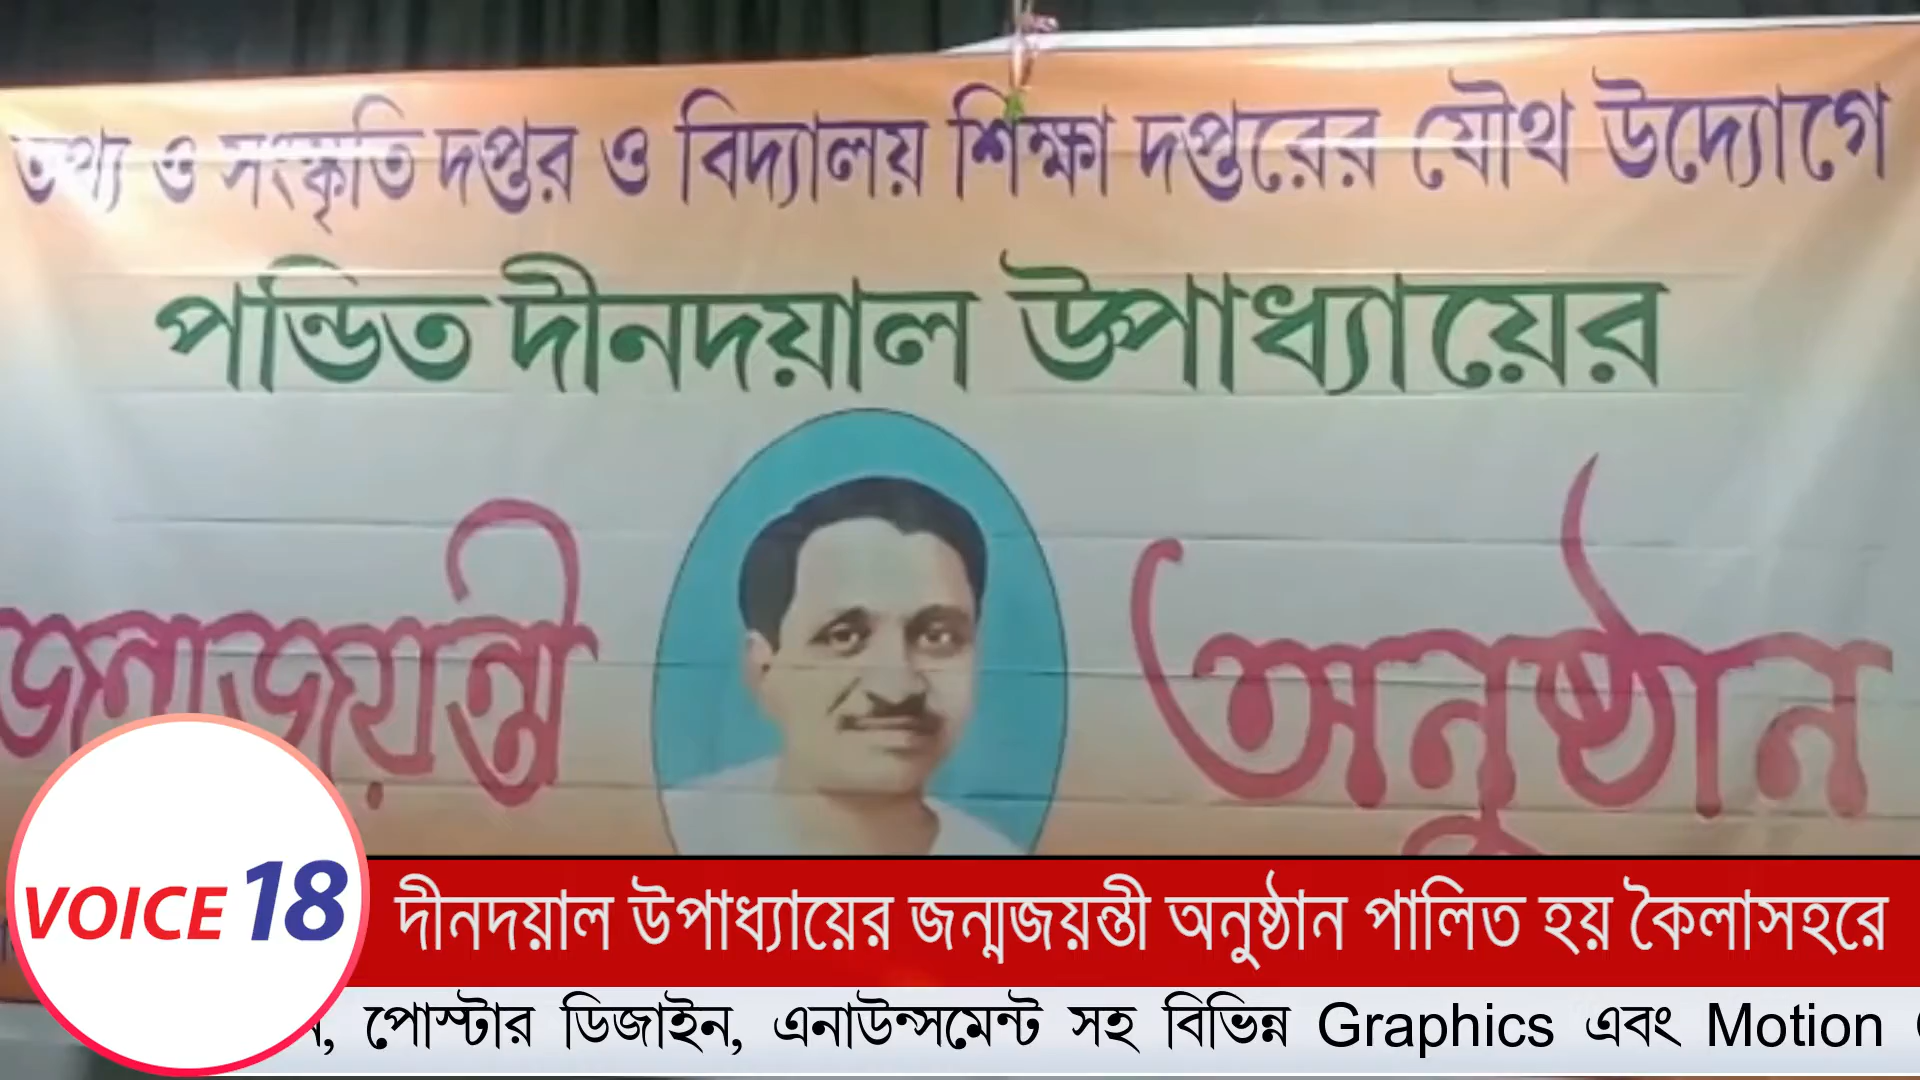 তথ্য ও সংস্কৃতি দপ্তর ও বিদ্যালয় শিক্ষা দপ্তরের যৌথ উদ্যোগে
পন্ডিত দীনদয়াল উপাধ্যায়ের
জন্মজয়ন্তী অনুষ্ঠান
VOICE 18
দীনদয়াল উপাধ্যায়ের জন্মজয়ন্তী অনুষ্ঠান পালিত হয় কৈলাসহরে
পোস্টার ডিজাইন, এনাউন্সমেন্ট সহ বিভিন্ন Graphics এবং Motion